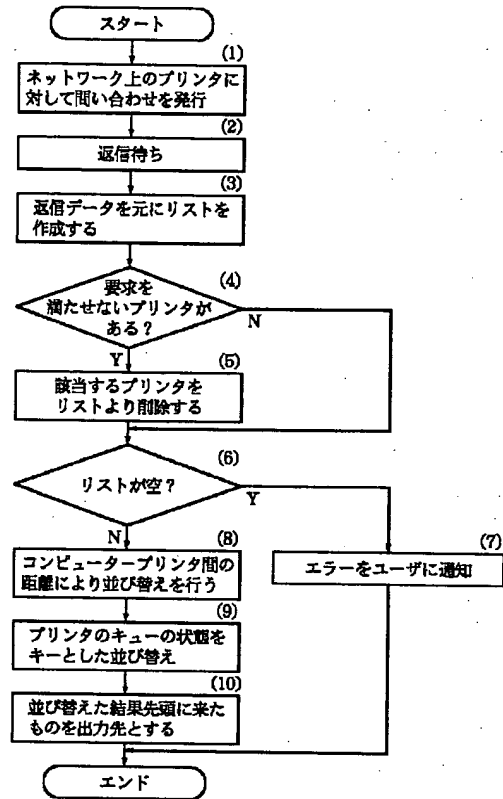 スタート
(1)
ネットワーク上のプリンタに
対して問い合わせを発行
(2)
返信待ち
(3)
返信データを元にリストを
作成する
(4)
要求を
満たせないプリンタが
ある?
N
Y
(5)
該当するプリンタを
リストより削除する
(6)
リストが空?
Y
N
(7)
エラーをユーザに通知
(8)
コンピュータープリンタ間の
距離により並び替えを行う
(9)
プリンタのキューの状態を
キーとした並び替え
(10)
並び替えた結果先頭に来た
ものを出力先とする
エンド